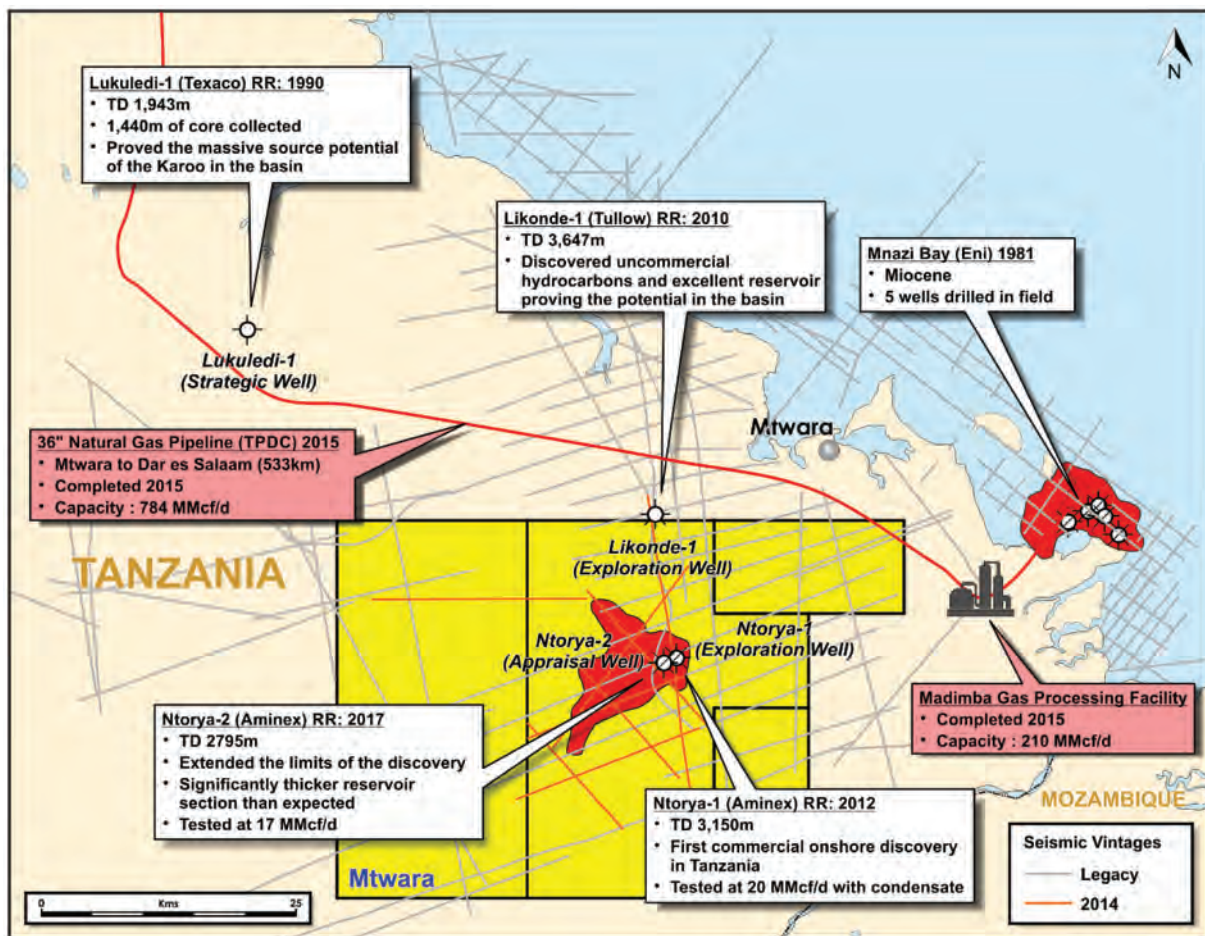 N
Lukuledi-1 (Texaco) RR: 1990
• TD 1,943m
• 1,440m of core collected
• Proved the massive source potential
of the Karoo in the basin
Likonde-1 (Tullow) RR: 2010
• TD 3,647m
• Discovered uncommercial
hydrocarbons and excellent reservoir
proving the potential in the basin
Mnazi Bay (Eni) 1981
• Miocene
• 5 wells drilled in field
Lukuledi-1
(Strategic Well)
36" Natural Gas Pipeline (TPDC) 2015
• Mtwara to Dar es Salaam (533km)
• Completed 2015
• Capacity : 784 MMcf/d
Mtwara
TANZANIA
Likonde-1
(Exploration Well)
Ntorya-2
(Appraisal Well)
Ntorya-1
(Exploration Well)
Madimba Gas Processing Facility
• Completed 2015
• Capacity : 210 MMcf/d
Ntorya-2 (Aminex) RR: 2017
• TD 2795m
• Extended the limits of the discovery
• Significantly thicker reservoir
section than expected
• Tested at 17 MMcf/d
Ntorya-1 (Aminex) RR: 2012
• TD 3,150m
• First commercial onshore discovery
in Tanzania
• Tested at 20 MMcf/d with condensate
MOZAMBIQUE
Seismic Vintages
Legacy
2014
Mtwara
0 Kms 25